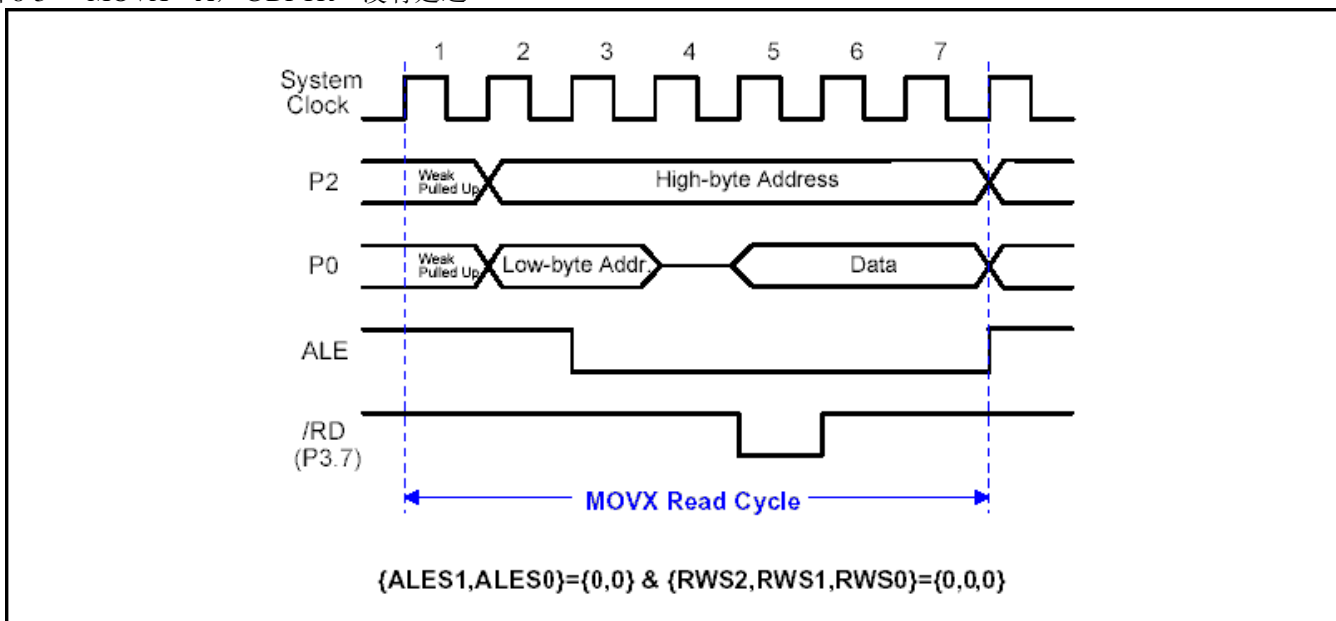 1 2 3 4 5 6 7
System
Clock
P2
Weak
Pulled Up
High-byte Address
P0
Weak
Pulled Up
Low-byte Addr.
Data
ALE
/RD
(P3.7)
MOVX Read Cycle
{ALES1,ALES0}={0,0} & {RWS2,RWS1,RWS0}={0,0,0}